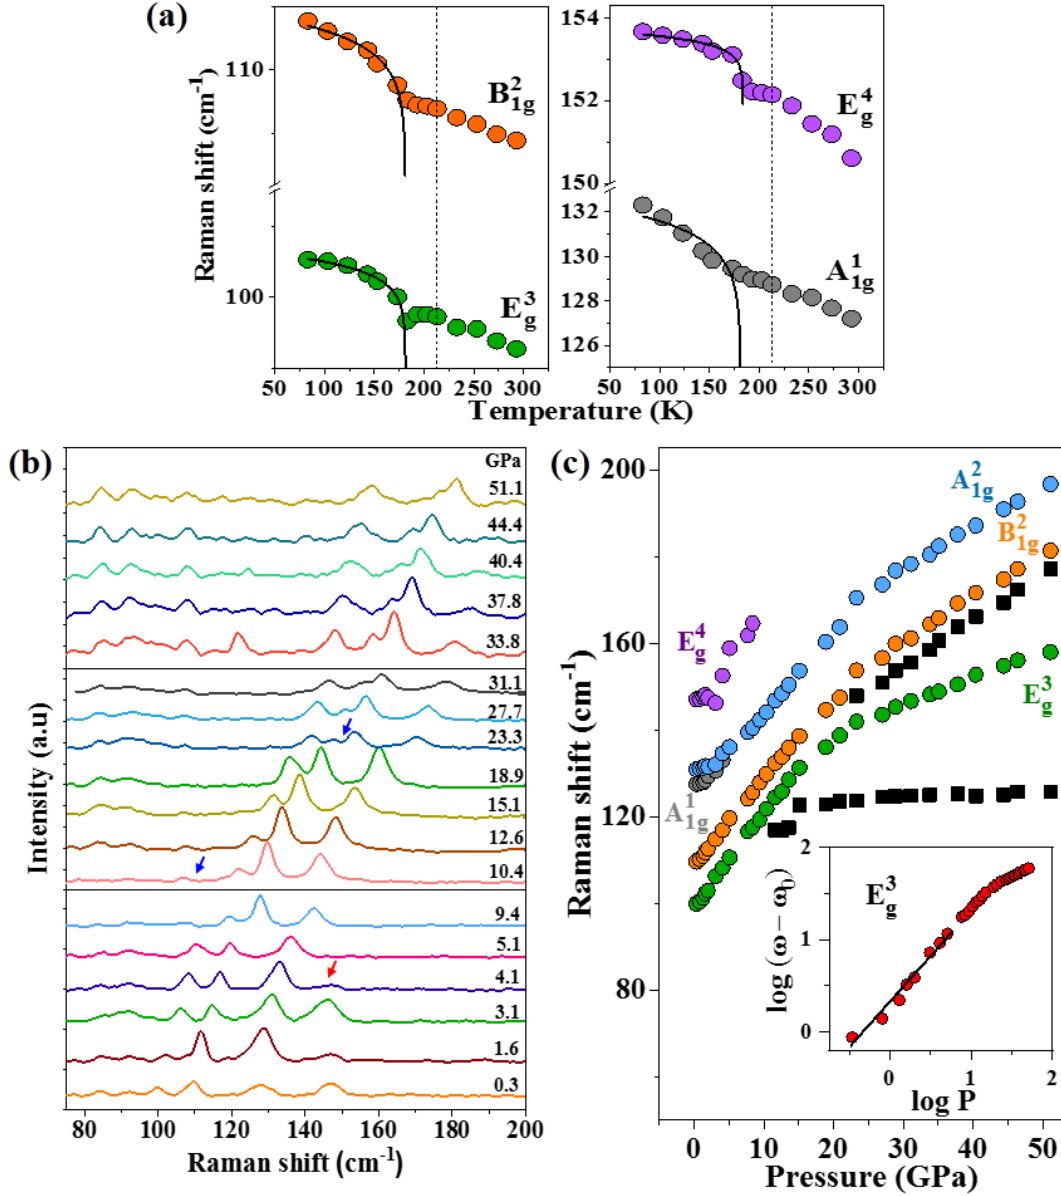 (a)
Raman shift (cm-1)
110
100
B1g2
Eg3
50 100 150 200 250 300
154
152
150
132
130
128
126
Eg4
A1g1
50 100 150 200 250 300
Temperature (K)
(b)
Intensity (a.u)
GPa
51.1
44.4
40.4
37.8
33.8
31.1
27.7
23.3
18.9
15.1
12.6
10.4
9.4
5.1
4.1
3.1
1.6
0.3
80 100 120 140 160 180 200
Raman shift (cm-1)
(c)
Raman shift (cm-1)
200
160
120
80
A1g2
B1g2
Eg4
Eg3
A1g1
log (ω − ω0)
2
1
0
Eg3
0 1 2
log P
0 10 20 30 40 50
Pressure (GPa)